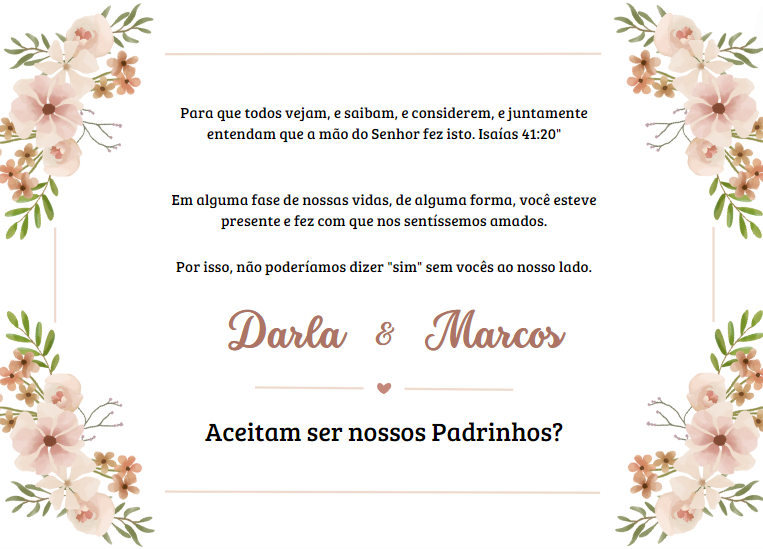 Para que todos vejam, e saibam, e considerem, e juntamente
entendam que a mão do Senhor fez isto. Isaías 41:20"
Em alguma fase de nossas vidas, de alguma forma, você esteve
presente e fez com que nos sentíssemos amados.
Por isso, não poderíamos dizer "sim" sem vocês ao nosso lado.
Darla & Marcos
Aceitam ser nossos Padrinhos?